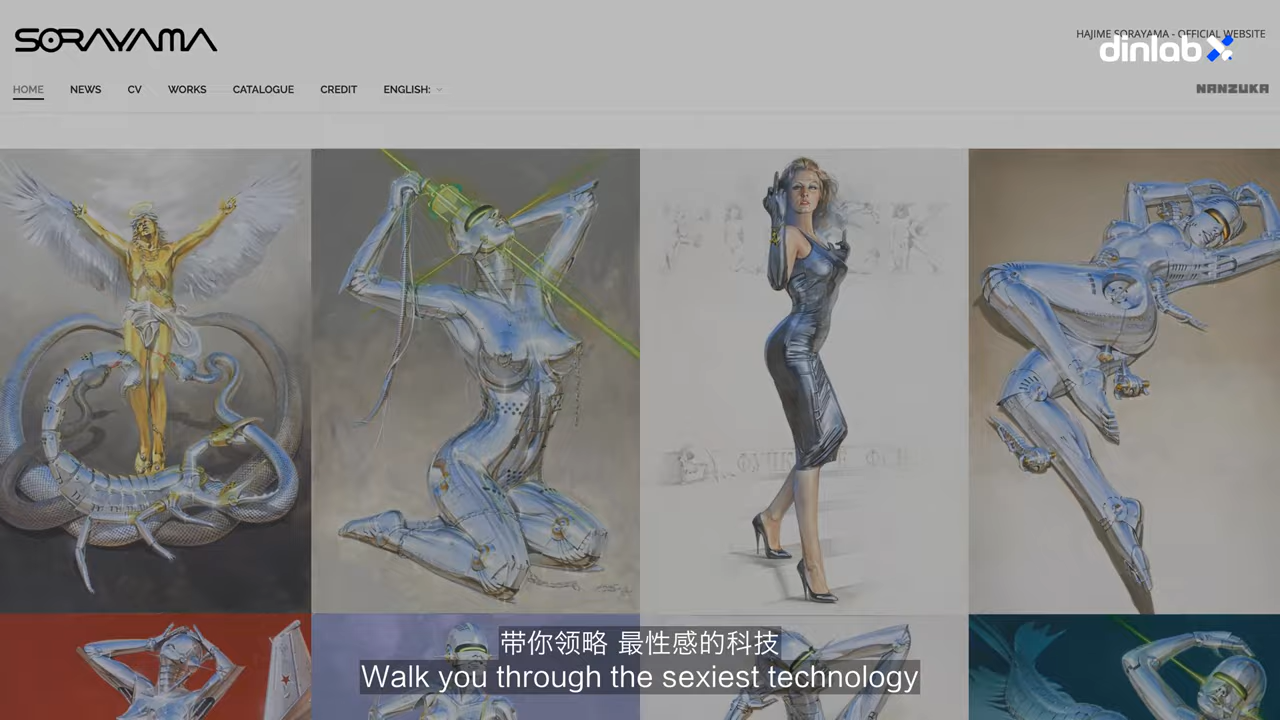 SORAYAMA
HAJIME SORAYAMA - OFFICIAL WEBSITE
dinlab
HOME NEWS CV WORKS CATALOGUE CREDIT ENGLISH:
NANZUKA
带你领略 最性感的科技
Walk you through the sexiest technology